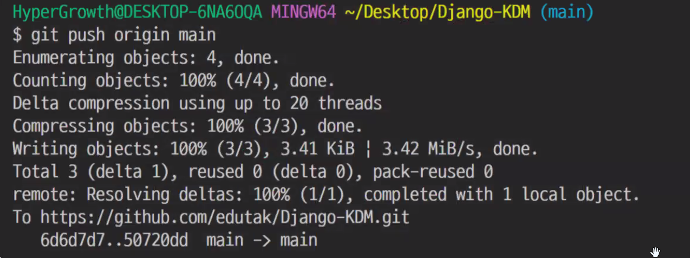 HyperGrowth@DESKTOP-6NA6OQA MINGW64 ~/Desktop/Django-KDM (main)
$ git push origin main
Enumerating objects: 4, done.
Counting objects: 100% (4/4), done.
Delta compression using up to 20 threads
Compressing objects: 100% (3/3), done.
Writing objects: 100% (3/3), 3.41 KiB ¦ 3.42 MiB/s, done.
Total 3 (delta 1), reused 0 (delta 0), pack-reused 0
remote: Resolving deltas: 100% (1/1), completed with 1 local object.
To https://github.com/edutak/Django-KDM.git
6d6d7d7..50720dd main -> main